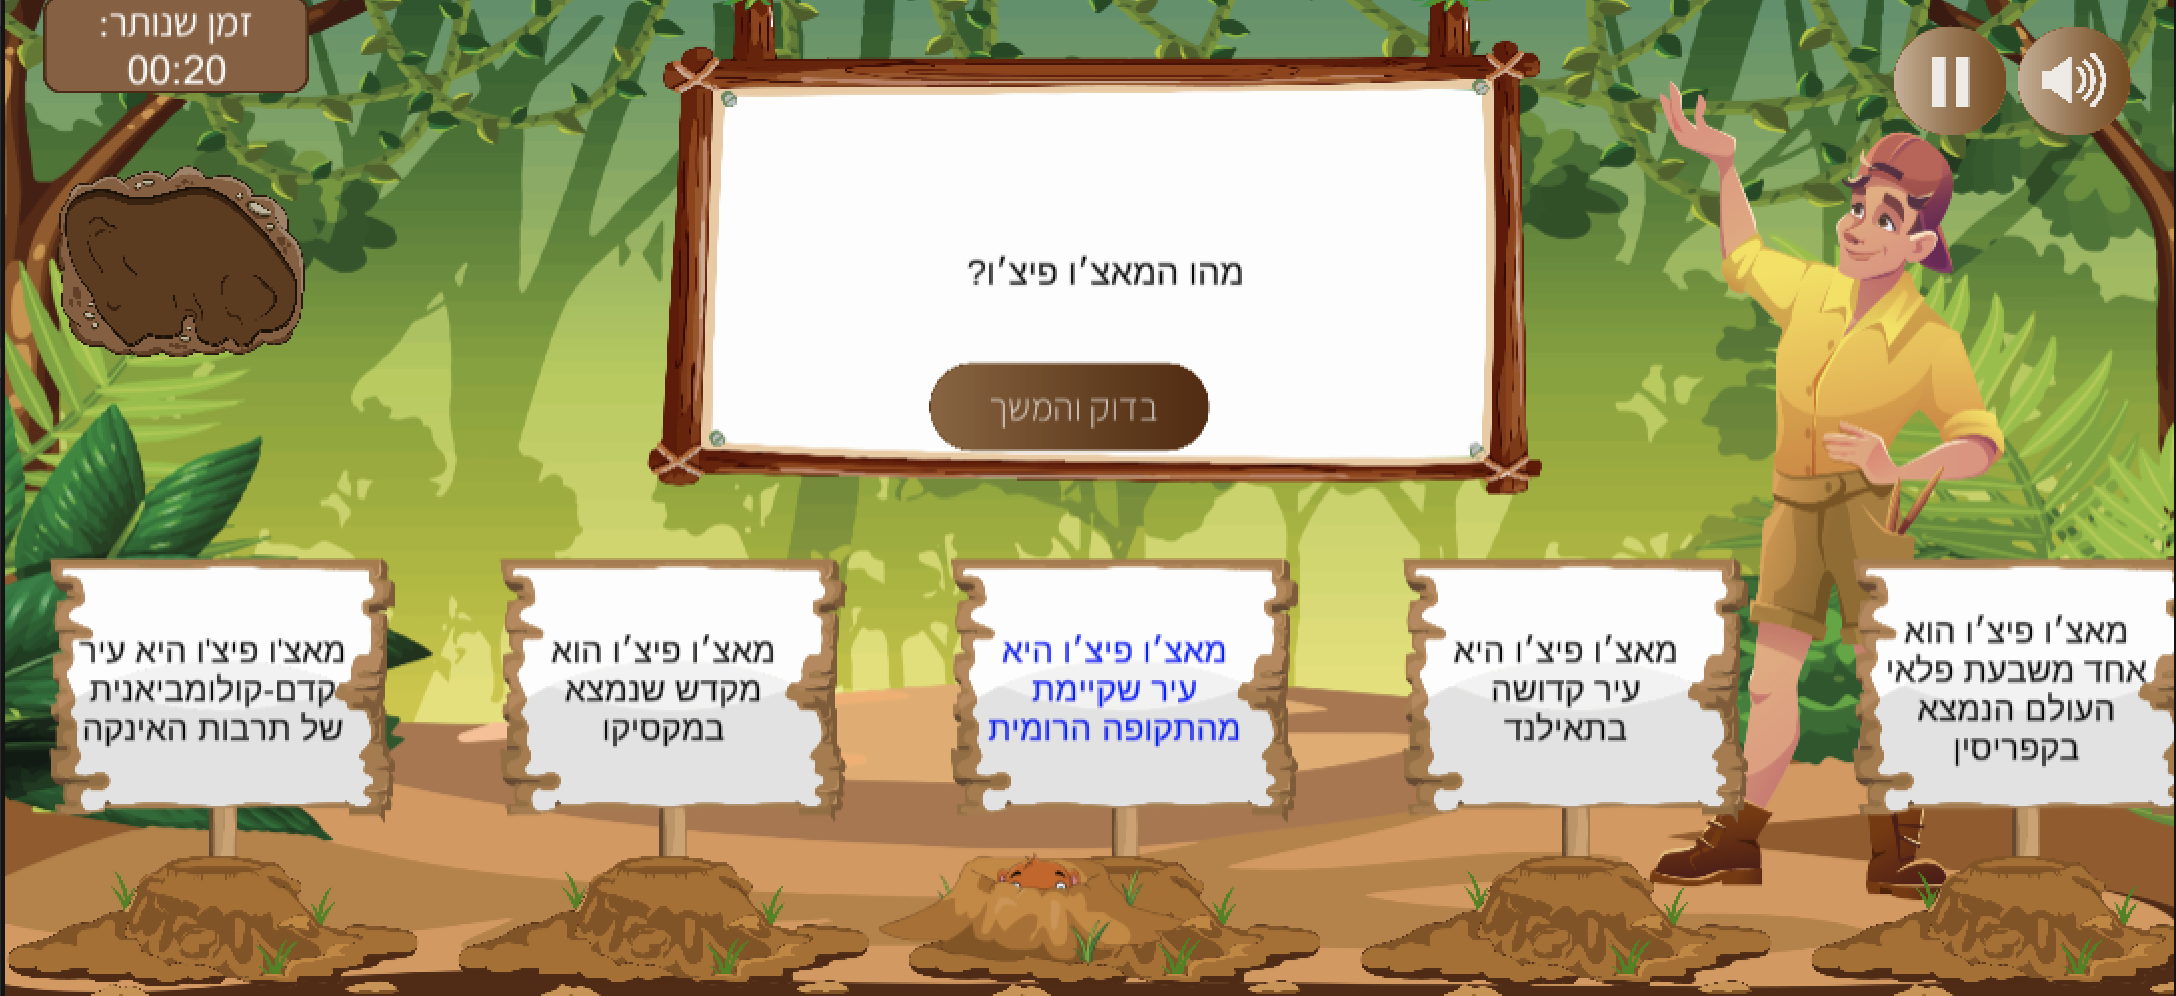 זמן שנותר:
00:20
מהו המאצ'ו פיצ'ו?
בדוק והמשך
מאצ'ו פיצ'ו הוא
אחד משבעת פלאי
העולם הנמצא
בקפריסין
מאצ'ו פיצ'ו היא
עיר קדושה
בתאילנד
מאצ'ו פיצ'ו היא
עיר שקיימת
מהתקופה הרומית
מאצ'ו פיצ'ו הוא
מקדש שנמצא
במקסיקו
מאצ'ו פיצ'ו היא עיר
קדם-קולומביאנית
של תרבות האינקה